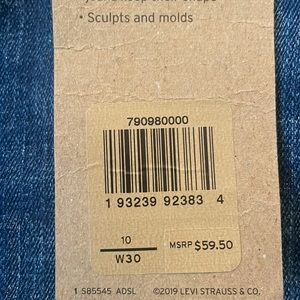 • Sculpts and molds
790980000
1 93239 92383 4
10
W30
MSRP $59.50
1 S85545 ADSL ©2019 LEVI STRAUSS & CO.